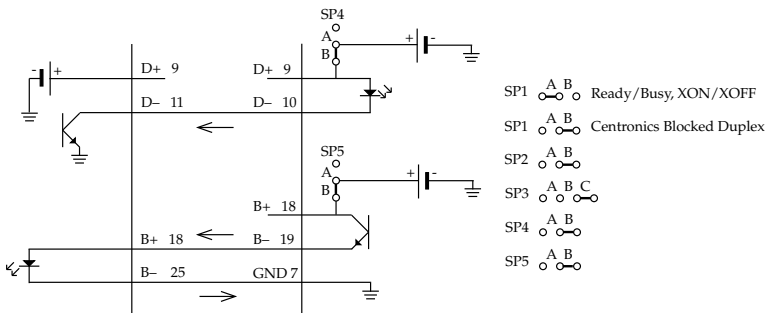 SP4
A
B
+ -
- +
D+ 9
D+ 9
D– 11
D– 10
SP5
A
B
+ -
B+ 18
B+ 18
B– 19
B– 25
GND 7
SP1 A B Ready/Busy, XON/XOFF
SP1 A B Centronics Blocked Duplex
SP2 A B
SP3 A B C
SP4 A B
SP5 A B